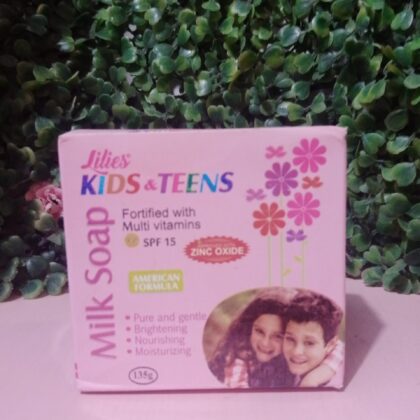 Lilies
KIDS & TEENS
Milk Soap
Fortified with
Multi vitamins
SPF 15
ZINC OXIDE
AMERICAN
FORMULA
• Pure and gentle
• Brightening
• Nourishing
• Moisturizing
135g